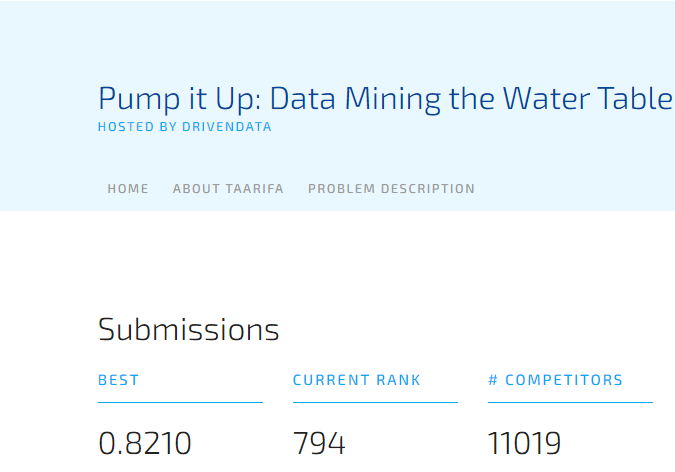 Pump it Up: Data Mining the Water Table
HOSTED BY DRIVENDATA
HOME ABOUT TAARIFA PROBLEM DESCRIPTION
Submissions
BEST CURRENT RANK # COMPETITORS
0.8210 794 11019